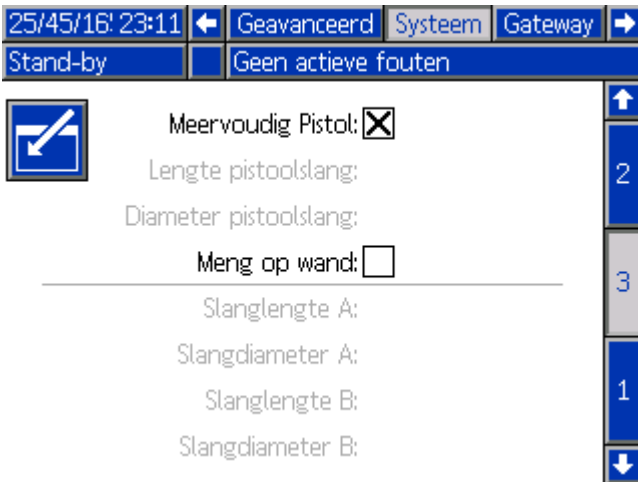 25/45/16' 23:11 Geavanceerd Systeem Gateway
Stand-by Geen actieve fouten
Meervoudig Pistol:
Lengte pistoolslang:
2
Diameter pistoolslang:
Meng op wand:
3
Slanglengte A:
Slangdiameter A:
1
Slanglengte B:
Slangdiameter B: